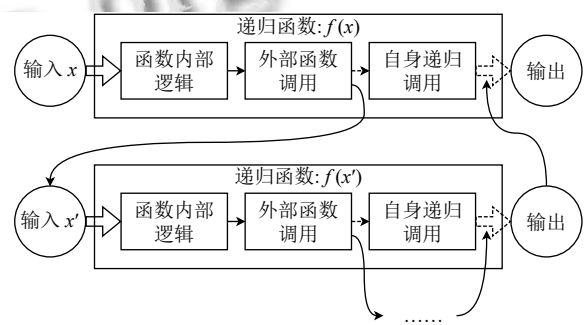 递归函数: f(x)
输入 x
函数内部
逻辑
外部函数
调用
自身递归
调用
输出
递归函数: f(x′)
输入 x′
函数内部
逻辑
外部函数
调用
自身递归
调用
输出
……